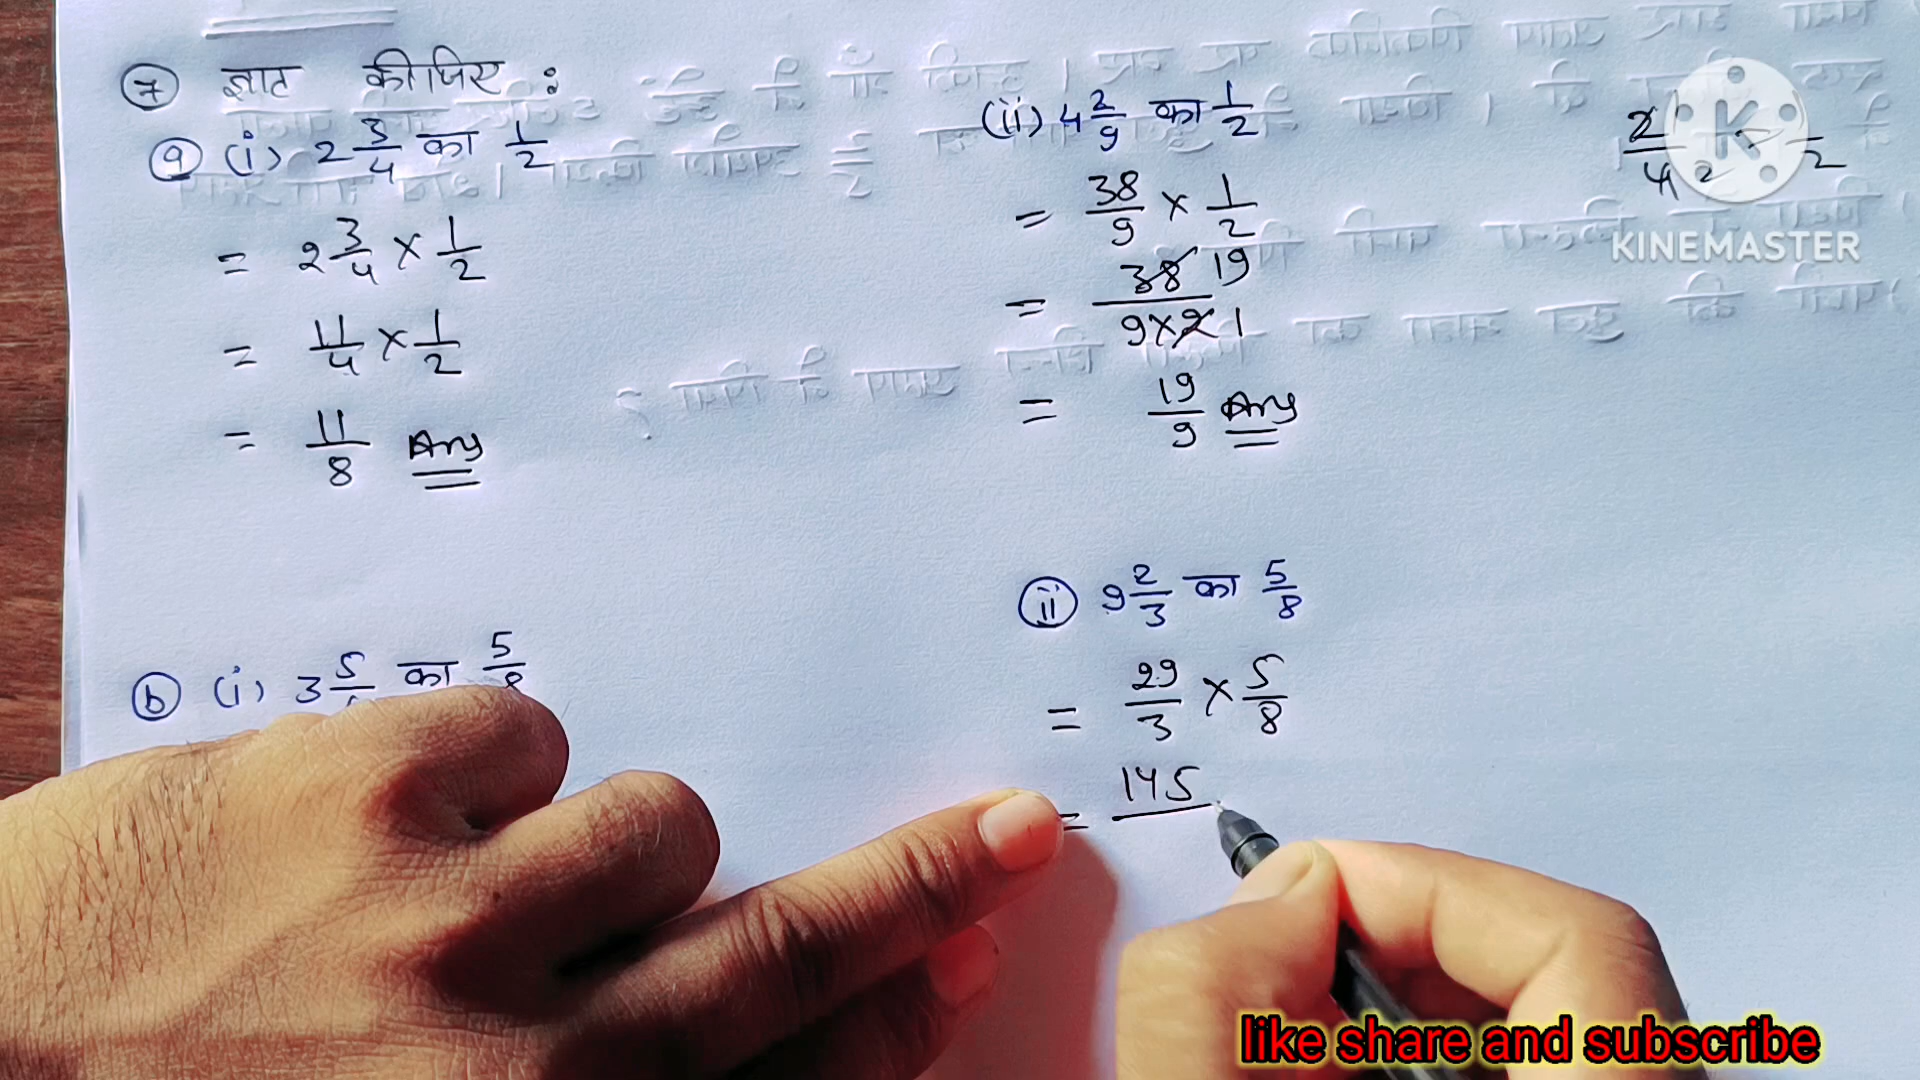 7 ज्ञात कीजिए :
a (i) 2 3/4 का 1/2
= 2 3/4 × 1/2
= 11/4 × 1/2
= 11/8 Ans
(ii) 4 2/9 का 1/2
= 38/9 × 1/2
= 38 19 / 9×2 1
= 19/9 Ans
b (i) 3 5/ का 5/8
ii 9 2/3 का 5/8
= 29/3 × 5/8
= 145
K
KINEMASTER
like share and subscribe